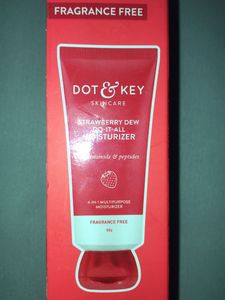 FRAGRANCE FREE
DOT & KEY
SKINCARE
STRAWBERRY DEW
DO-IT-ALL
MOISTURIZER
& peptides
4-IN-1 MULTIPURPOSE
MOISTURIZER
FRAGRANCE FREE